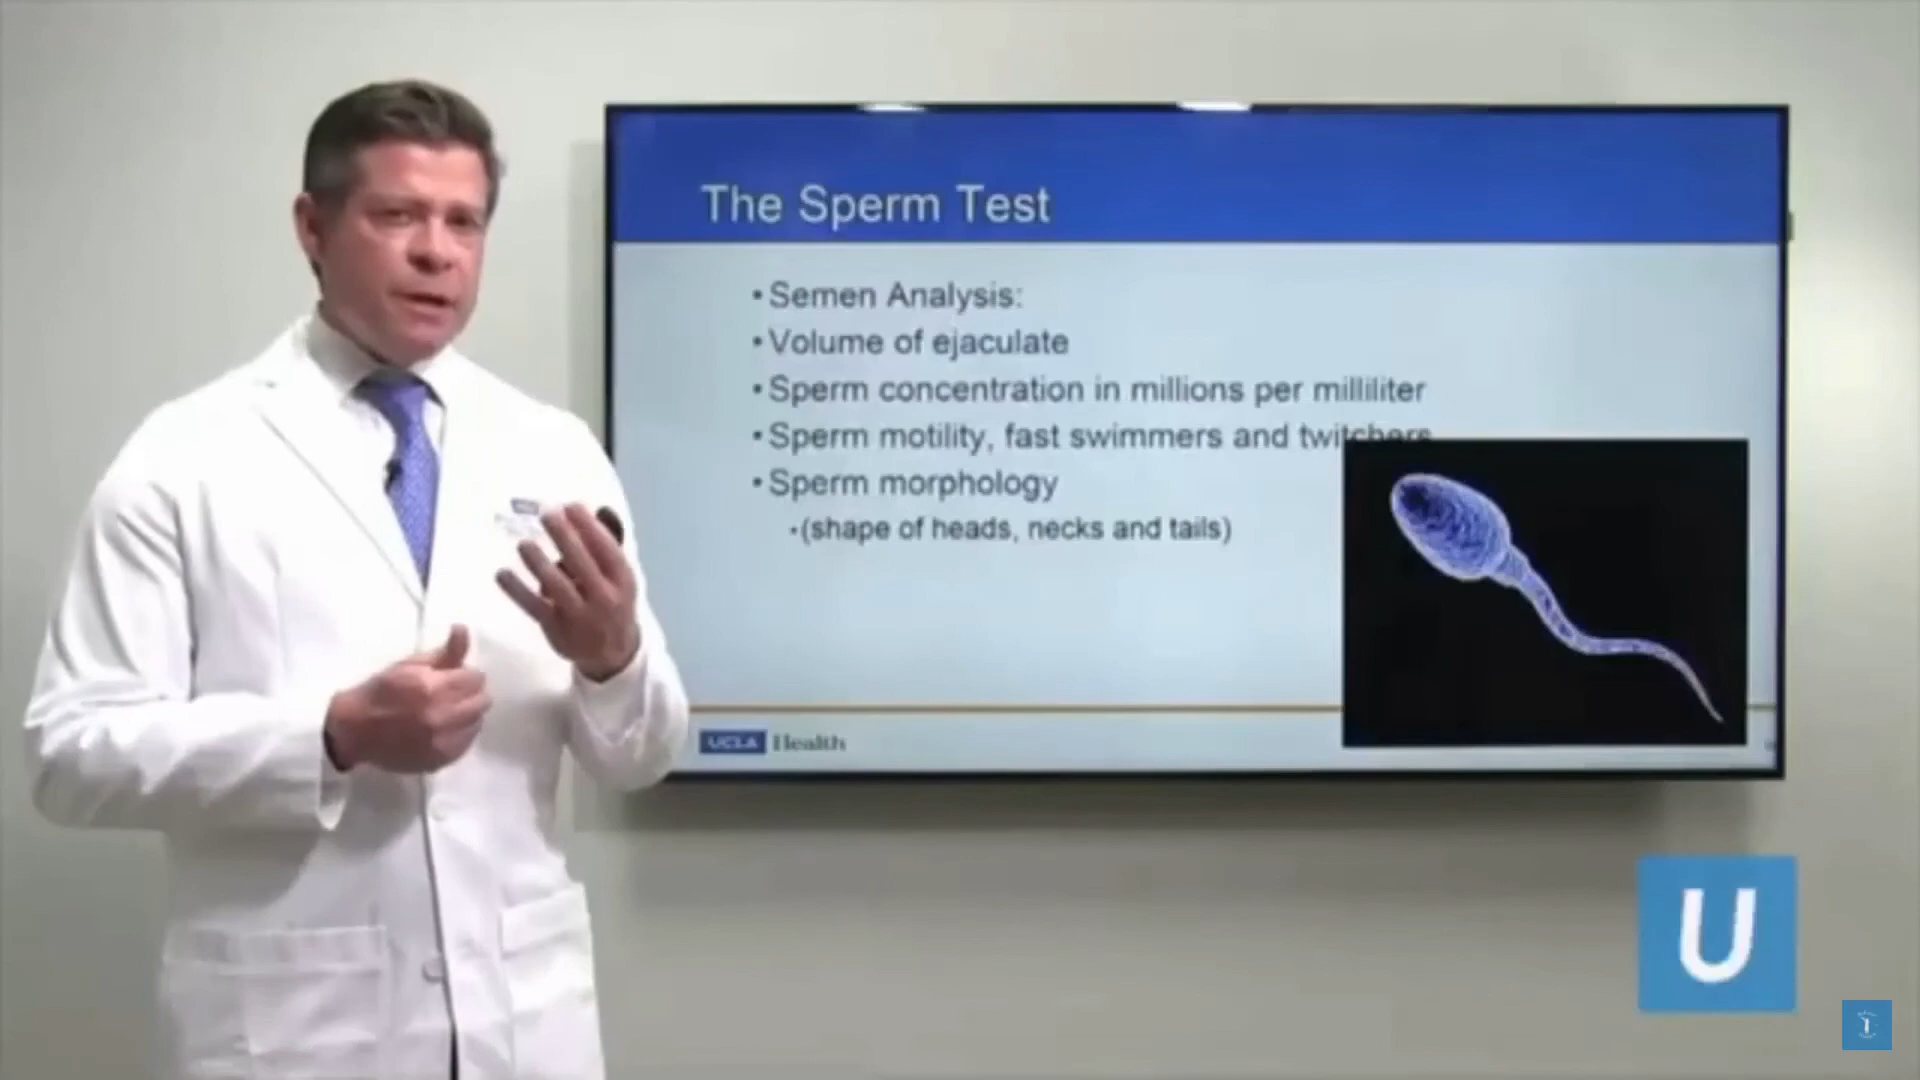 The Sperm Test
• Semen Analysis:
• Volume of ejaculate
• Sperm concentration in millions per milliliter
• Sperm motility, fast swimmers and twitchers
• Sperm morphology
• (shape of heads, necks and tails)
UCLA Health
U